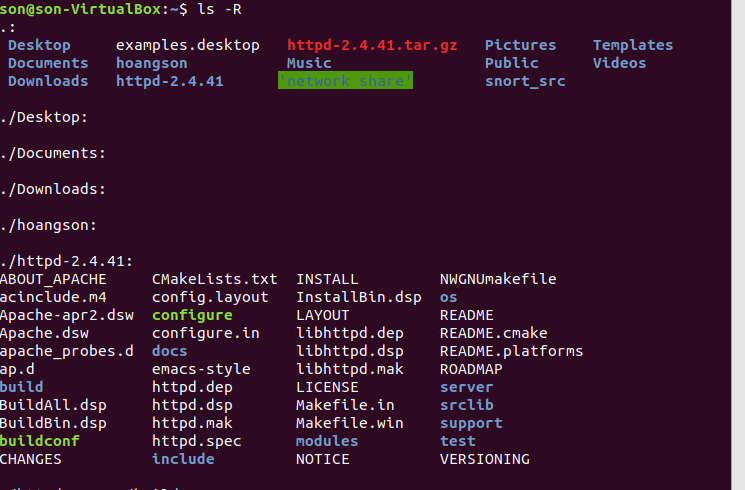 son@son-VirtualBox:~$ ls -R
.:
Desktop examples.desktop httpd-2.4.41.tar.gz Pictures Templates
Documents hoangson Music Public Videos
Downloads httpd-2.4.41 'network share' snort_src
./Desktop:
./Documents:
./Downloads:
./hoangson:
./httpd-2.4.41:
ABOUT_APACHE CMakeLists.txt INSTALL NWGNUmakefile
acinclude.m4 config.layout InstallBin.dsp os
Apache-apr2.dsw configure LAYOUT README
Apache.dsw configure.in libhttpd.dep README.cmake
apache_probes.d docs libhttpd.dsp README.platforms
ap.d emacs-style libhttpd.mak ROADMAP
build httpd.dep LICENSE server
BuildAll.dsp httpd.dsp Makefile.in srclib
BuildBin.dsp httpd.mak Makefile.win support
buildconf httpd.spec modules test
CHANGES include NOTICE VERSIONING